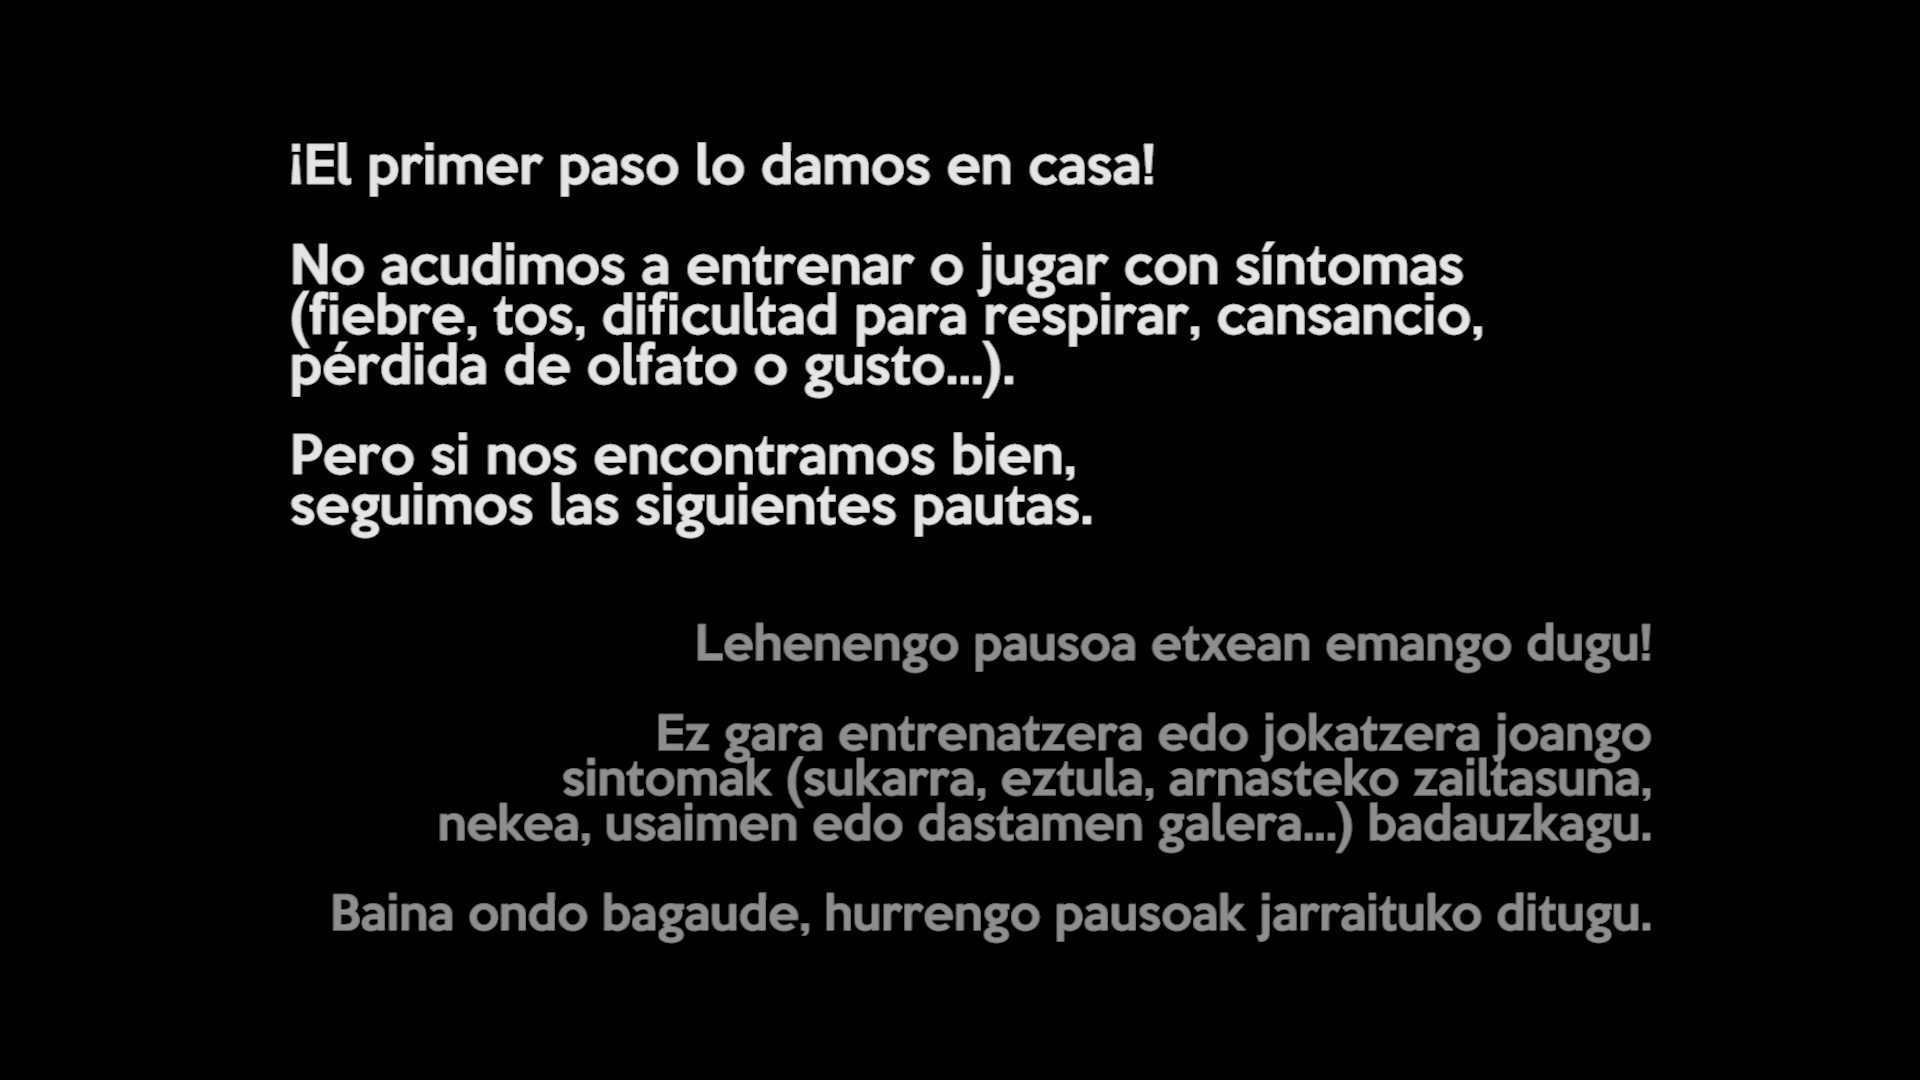 ¡El primer paso lo damos en casa!
No acudimos a entrenar o jugar con síntomas
(fiebre, tos, dificultad para respirar, cansancio,
pérdida de olfato o gusto...).
Pero si nos encontramos bien,
seguimos las siguientes pautas.
Lehenengo pausoa etxean emango dugu!
Ez gara entrenatzera edo jokatzera joango
sintomak (sukarra, eztula, arnasteko zailtasuna,
nekea, usaimen edo dastamen galera...) badauzkagu.
Baina ondo bagaude, hurrengo pausoak jarraituko ditugu.